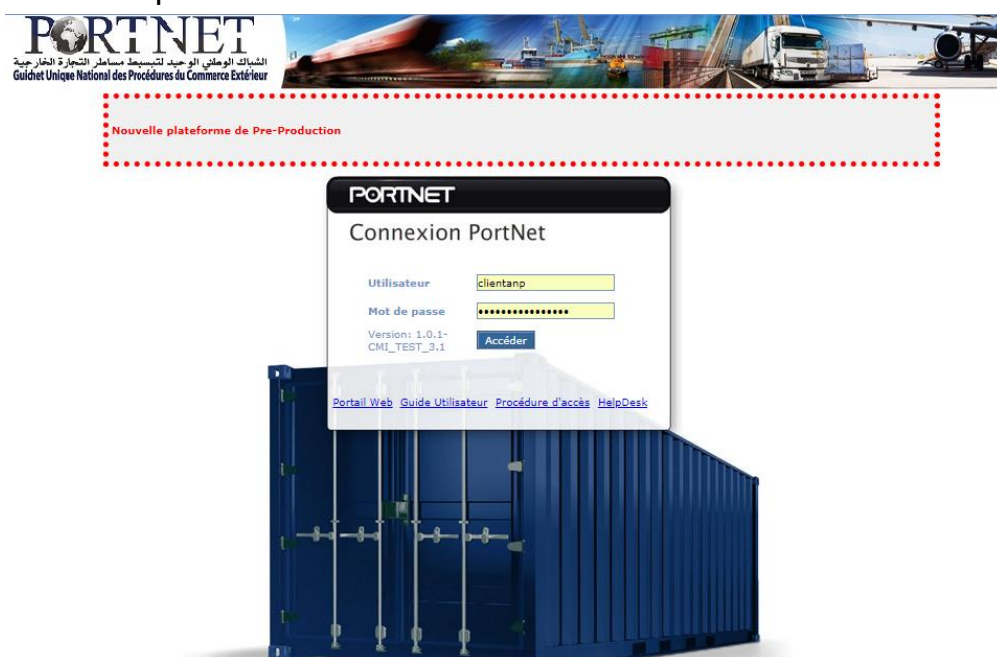 PORTNET
الشباك الوطني الوحيد لتبسيط مساطر التجارة الخارجية
Guichet Unique National des Procédures du Commerce Extérieur
Nouvelle plateforme de Pre-Production
PORTNET
Connexion PortNet
Utilisateur clientanp
Mot de passe ••••••••••••••••
Version: 1.0.1-
CMI_TEST_3.1 Accéder
Portail Web Guide Utilisateur Procédure d'accès HelpDesk